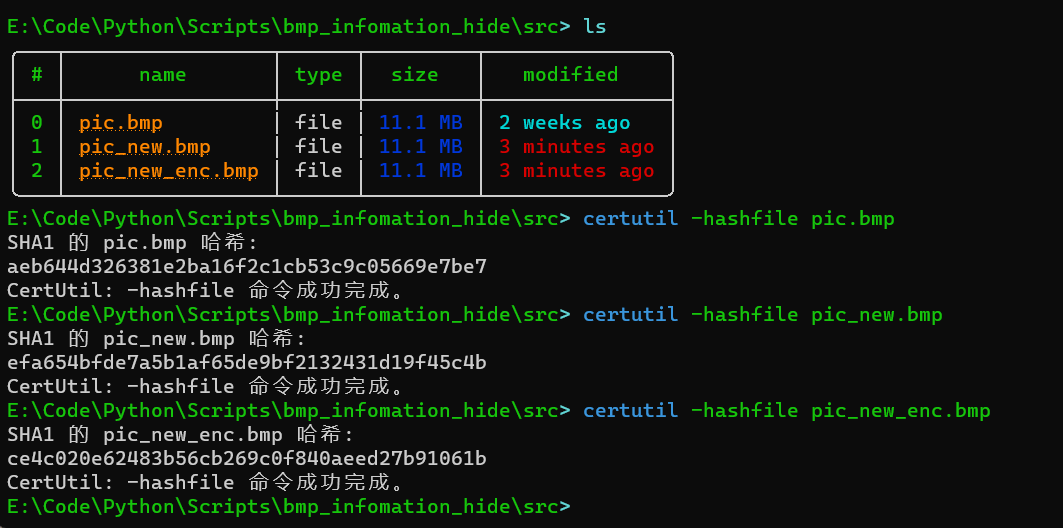 E:\Code\Python\Scripts\bmp_infomation_hide\src> ls
# name type size modified
0 pic.bmp file 11.1 MB 2 weeks ago
1 pic_new.bmp file 11.1 MB 3 minutes ago
2 pic_new_enc.bmp file 11.1 MB 3 minutes ago
E:\Code\Python\Scripts\bmp_infomation_hide\src> certutil -hashfile pic.bmp
SHA1 的 pic.bmp 哈希:
aeb644d326381e2ba16f2c1cb53c9c05669e7be7
CertUtil: -hashfile 命令成功完成。
E:\Code\Python\Scripts\bmp_infomation_hide\src> certutil -hashfile pic_new.bmp
SHA1 的 pic_new.bmp 哈希:
efa654bfde7a5b1af65de9bf2132431d19f45c4b
CertUtil: -hashfile 命令成功完成。
E:\Code\Python\Scripts\bmp_infomation_hide\src> certutil -hashfile pic_new_enc.bmp
SHA1 的 pic_new_enc.bmp 哈希:
ce4c020e62483b56cb269c0f840aeed27b91061b
CertUtil: -hashfile 命令成功完成。
E:\Code\Python\Scripts\bmp_infomation_hide\src>